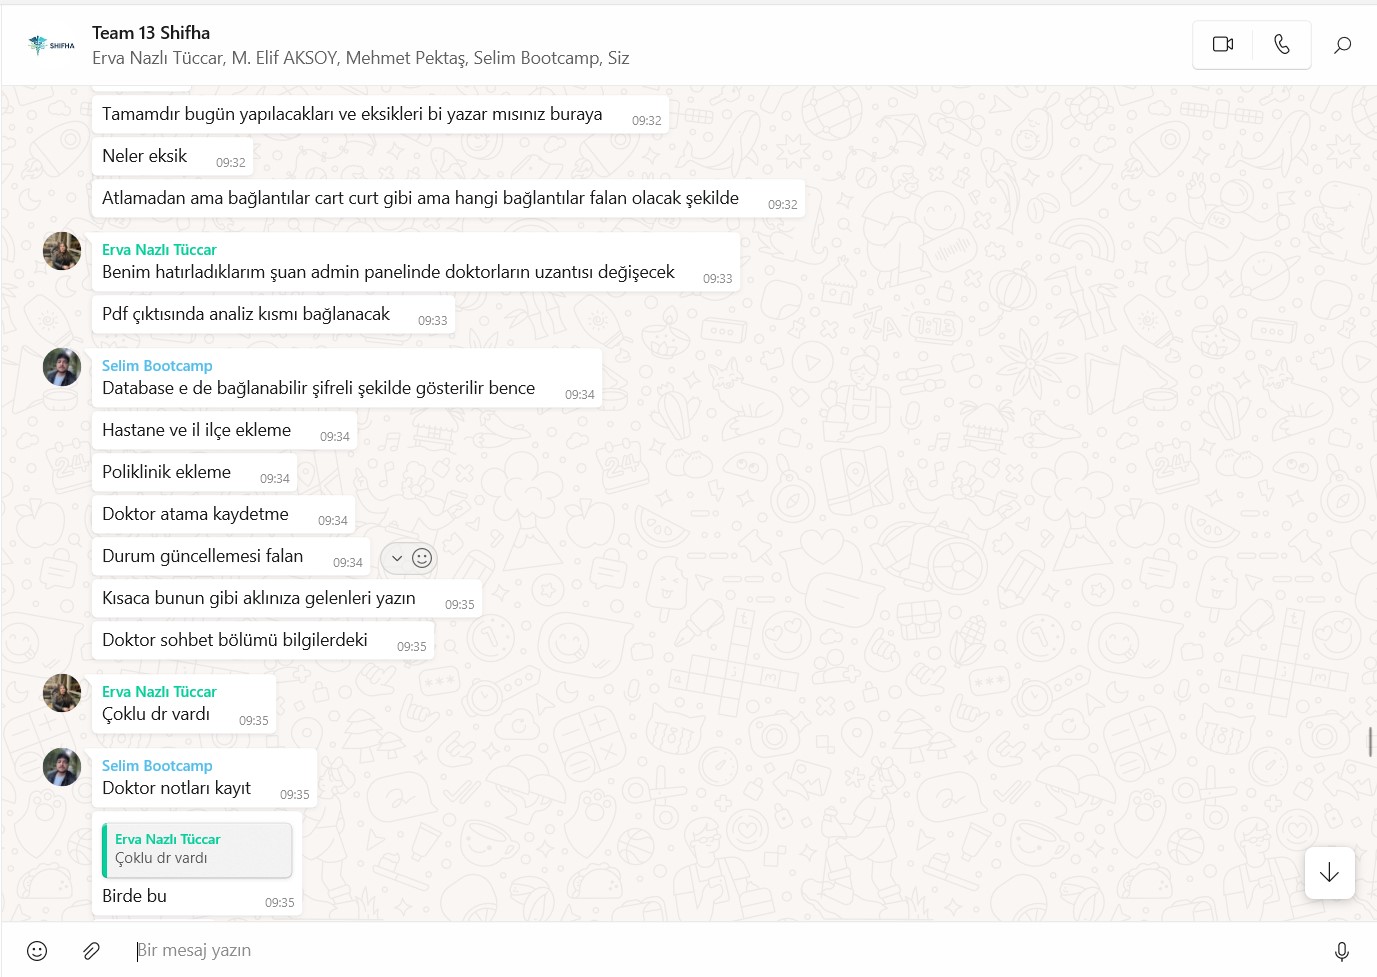 SHIFHA
Team 13 Shifha
Erva Nazlı Tüccar, M. Elif AKSOY, Mehmet Pektaş, Selim Bootcamp, Siz
Tamamdır bugün yapılacakları ve eksikleri bi yazar mısınız buraya 09:32
Neler eksik 09:32
Atlamadan ama bağlantılar cart curt gibi ama hangi bağlantılar falan olacak şekilde 09:32
Erva Nazlı Tüccar
Benim hatırladıklarım şuan admin panelinde doktorların uzantısı değişecek 09:33
Pdf çıktısında analiz kısmı bağlanacak 09:33
Selim Bootcamp
Database e de bağlanabilir şifreli şekilde gösterilir bence 09:34
Hastane ve il ilçe ekleme 09:34
Poliklinik ekleme 09:34
Doktor atama kaydetme 09:34
Durum güncellemesi falan 09:34
Kısaca bunun gibi aklınıza gelenleri yazın 09:35
Doktor sohbet bölümü bilgilerdeki 09:35
Erva Nazlı Tüccar
Çoklu dr vardı 09:35
Selim Bootcamp
Doktor notları kayıt 09:35
Erva Nazlı Tüccar
Çoklu dr vardı
Birde bu 09:35
Bir mesaj yazın